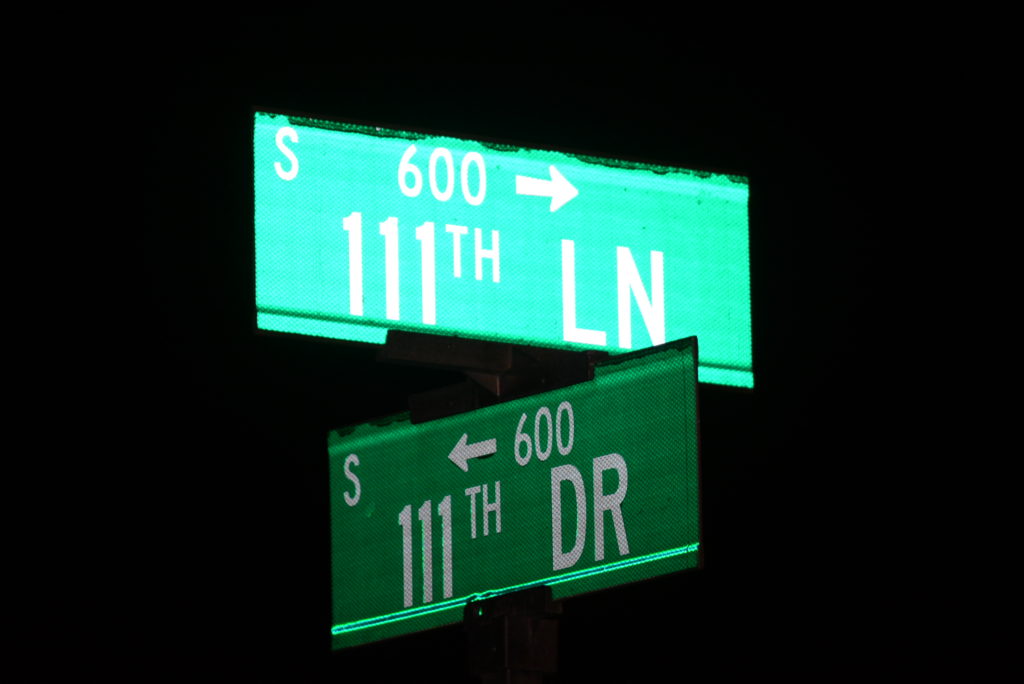 S 600 →
111TH LN
S ← 600
111TH DR